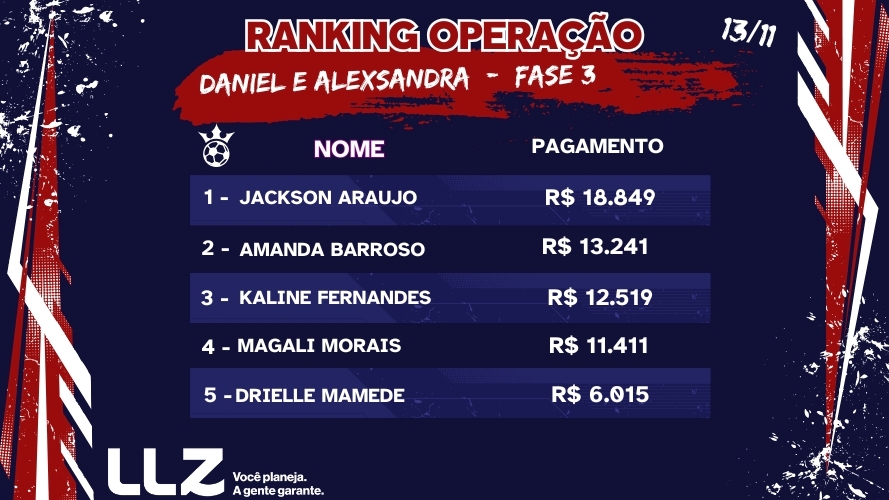 RANKING OPERAÇÃO
13/11
DANIEL E ALEXSANDRA - FASE 3
NOME PAGAMENTO
1 - JACKSON ARAUJO R$ 18.849
2 - AMANDA BARROSO R$ 13.241
3 - KALINE FERNANDES R$ 12.519
4 - MAGALI MORAIS R$ 11.411
5 - DRIELLE MAMEDE R$ 6.015
LLZ
Você planeja.
A gente garante.